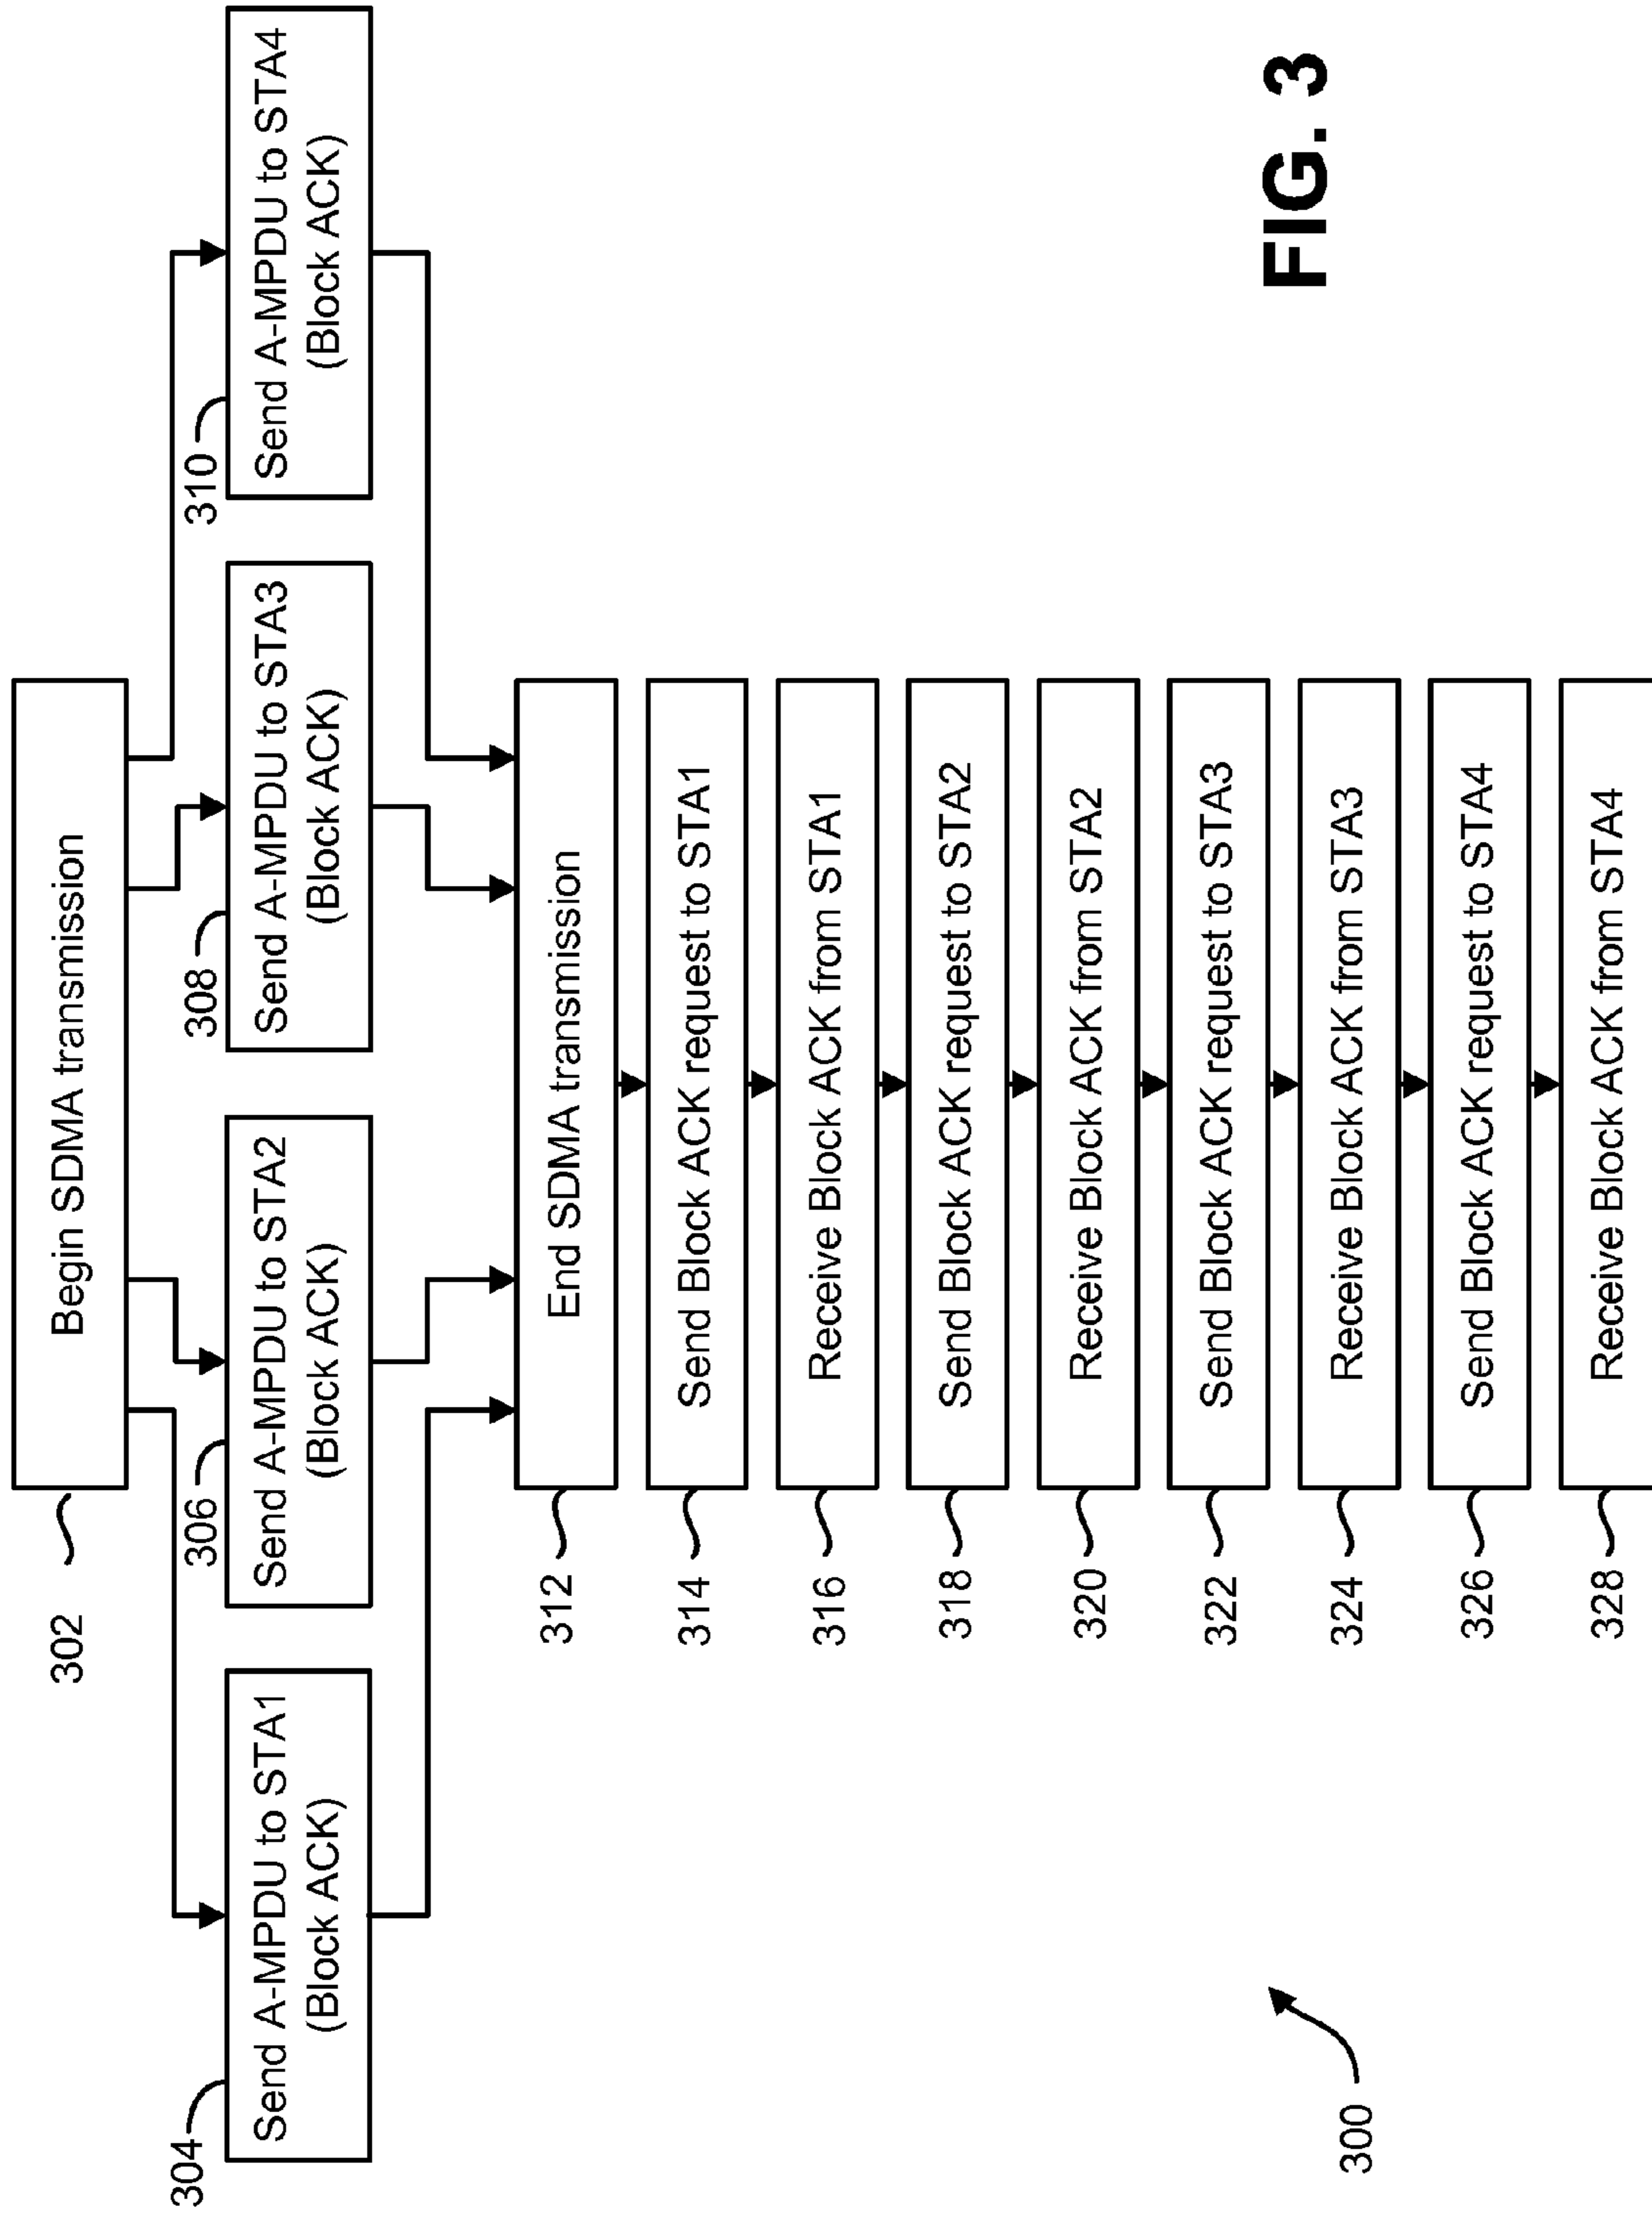 302
Begin SDMA transmission
304
Send A-MPDU to STA1
(Block ACK)
306
Send A-MPDU to STA2
(Block ACK)
308
Send A-MPDU to STA3
(Block ACK)
310
Send A-MPDU to STA4
(Block ACK)
312
End SDMA transmission
314
Send Block ACK request to STA1
316
Receive Block ACK from STA1
318
Send Block ACK request to STA2
320
Receive Block ACK from STA2
322
Send Block ACK request to STA3
324
Receive Block ACK from STA3
326
Send Block ACK request to STA4
328
Receive Block ACK from STA4
300
FIG. 3